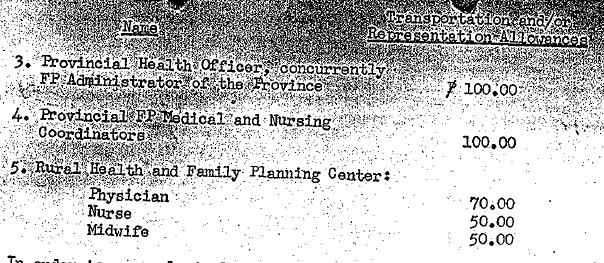 Name
Transportation and/or
Representation Allowances
3. Provincial Health Officer, concurrently
FP Administrator of the Province
₱ 100.00
4. Provincial FP Medical and Nursing
Coordinators
100.00
5. Rural Health and Family Planning Center:
Physician 70.00
Nurse 50.00
Midwife 50.00
In order